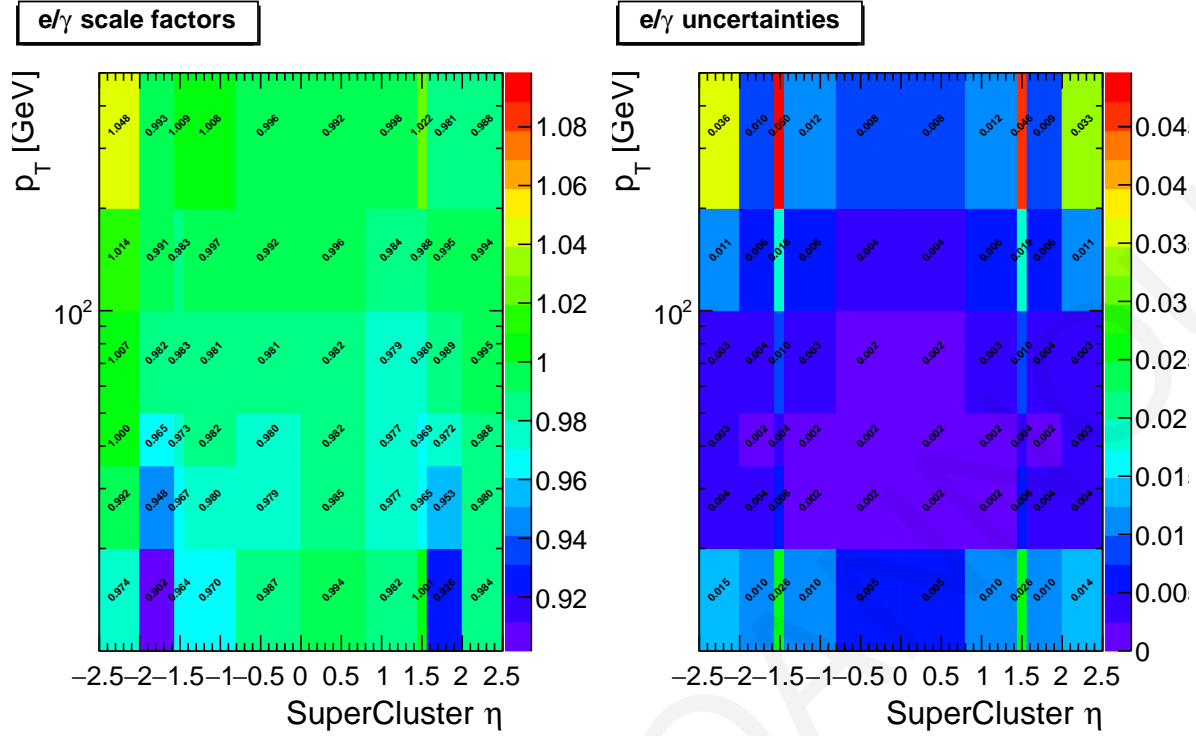 e/γ scale factors
p_T [GeV]
10²
1.048 0.993 1.009 1.008 0.996 0.992 0.998 1.022 0.981 0.988
1.014 0.991 0.983 0.997 0.992 0.996 0.984 0.988 0.995 0.994
1.007 0.982 0.983 0.981 0.981 0.982 0.979 0.980 0.989 0.995
1.000 0.965 0.973 0.982 0.980 0.982 0.977 0.969 0.972 0.988
0.992 0.948 0.967 0.980 0.979 0.985 0.977 0.965 0.953 0.980
0.974 0.902 0.964 0.970 0.987 0.994 0.982 1.001 0.926 0.984
−2.5 −2 −1.5 −1 −0.5 0 0.5 1 1.5 2 2.5
SuperCluster η
1.08
1.06
1.04
1.02
1
0.98
0.96
0.94
0.92
e/γ uncertainties
p_T [GeV]
10²
0.036 0.010 0.050 0.012 0.008 0.008 0.012 0.046 0.009 0.033
0.011 0.006 0.018 0.006 0.004 0.004 0.006 0.019 0.006 0.011
0.003 0.004 0.010 0.003 0.002 0.002 0.003 0.010 0.004 0.003
0.003 0.002 0.004 0.002 0.002 0.002 0.002 0.004 0.002 0.003
0.004 0.004 0.006 0.002 0.002 0.002 0.002 0.006 0.004 0.004
0.015 0.010 0.026 0.010 0.005 0.005 0.010 0.026 0.010 0.014
−2.5 −2 −1.5 −1 −0.5 0 0.5 1 1.5 2 2.5
SuperCluster η
0.04
0.03
0.02
0.01
0